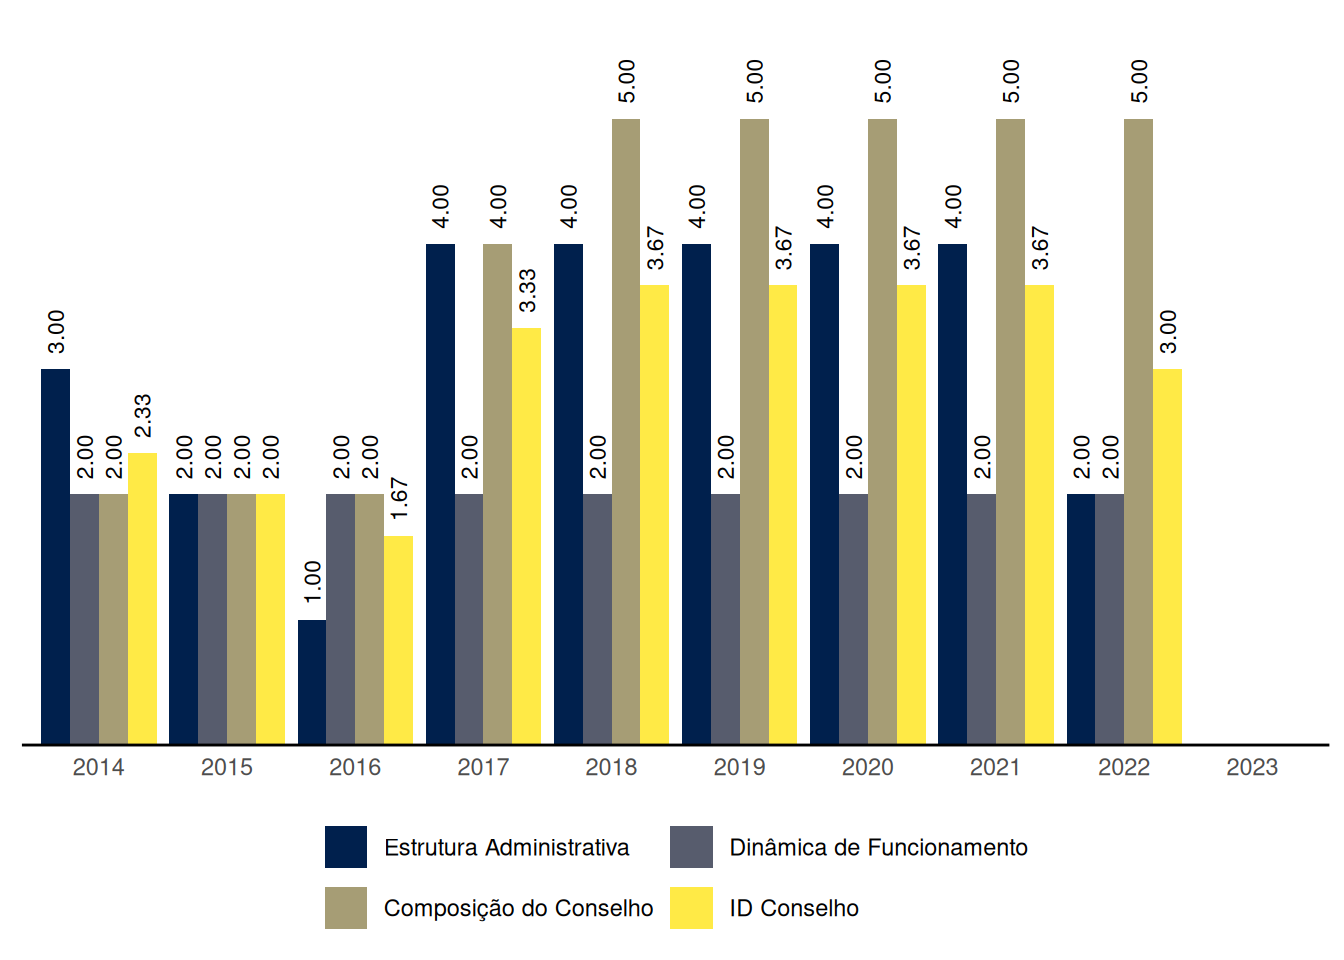 5.00 5.00 5.00 5.00 5.00
4.00 4.00 4.00 4.00 4.00 4.00
3.33 3.67 3.67 3.67 3.67
3.00 3.00
2.33
2.00 2.00 2.00 2.00 2.00 2.00 2.00 2.00 2.00 2.00 2.00 2.00 2.00 2.00 2.00
1.67
1.00
2014 2015 2016 2017 2018 2019 2020 2021 2022 2023
Estrutura Administrativa Dinâmica de Funcionamento
Composição do Conselho ID Conselho